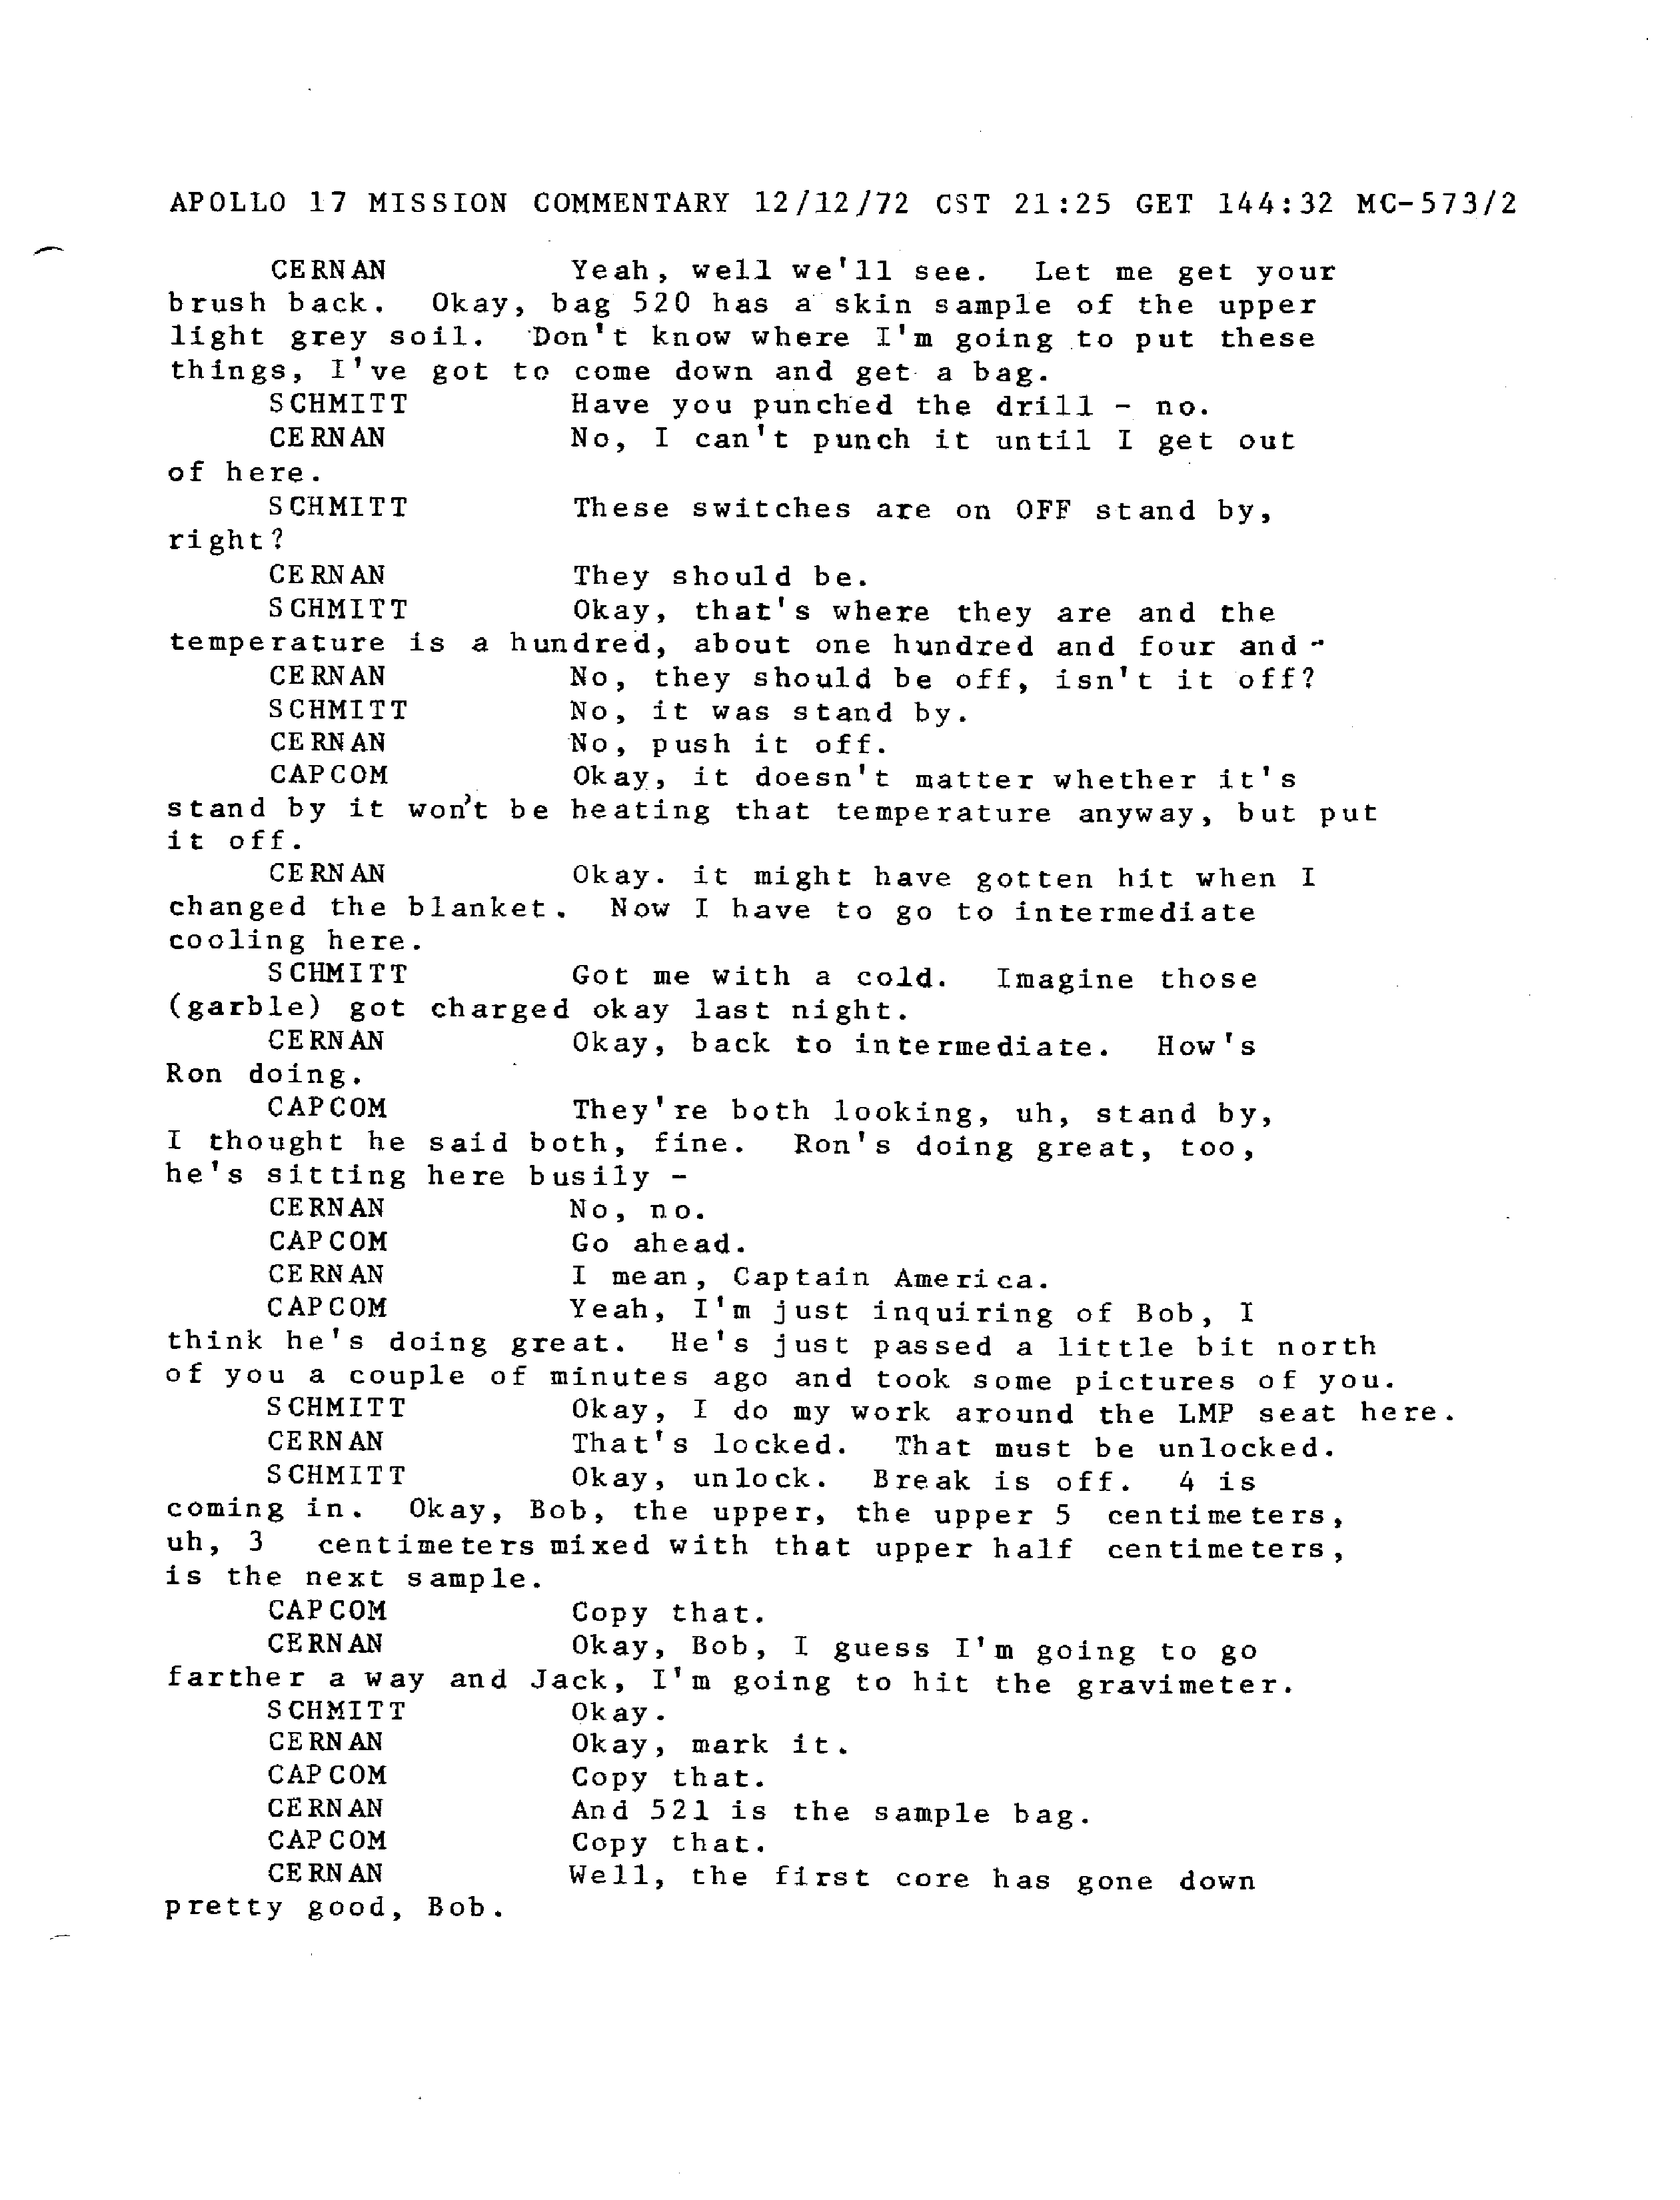 APOLLO 17 MISSION COMMENTARY 12/12/72 CST 21:25 GET 144:32 MC-573/2
CERNAN Yeah, well we'll see. Let me get your
brush back. Okay, bag 520 has a skin sample of the upper
light grey soil. Don't know where I'm going to put these
things, I've got to come down and get a bag.
SCHMITT Have you punched the drill - no.
CERNAN No, I can't punch it until I get out
of here.
SCHMITT These switches are on OFF stand by,
right?
CERNAN They should be.
SCHMITT Okay, that's where they are and the
temperature is a hundred, about one hundred and four and -
CERNAN No, they should be off, isn't it off?
SCHMITT No, it was stand by.
CERNAN No, push it off.
CAPCOM Okay, it doesn't matter whether it's
stand by it won't be heating that temperature anyway, but put
it off.
CERNAN Okay. it might have gotten hit when I
changed the blanket. Now I have to go to intermediate
cooling here.
SCHMITT Got me with a cold. Imagine those
(garble) got charged okay last night.
CERNAN Okay, back to intermediate. How's
Ron doing.
CAPCOM They're both looking, uh, stand by,
I thought he said both, fine. Ron's doing great, too,
he's sitting here busily -
CERNAN No, no.
CAPCOM Go ahead.
CERNAN I mean, Captain America.
CAPCOM Yeah, I'm just inquiring of Bob, I
think he's doing great. He's just passed a little bit north
of you a couple of minutes ago and took some pictures of you.
SCHMITT Okay, I do my work around the LMP seat here.
CERNAN That's locked. That must be unlocked.
SCHMITT Okay, unlock. Break is off. 4 is
coming in. Okay, Bob, the upper, the upper 5 centimeters,
uh, 3 centimeters mixed with that upper half centimeters,
is the next sample.
CAPCOM Copy that.
CERNAN Okay, Bob, I guess I'm going to go
farther a way and Jack, I'm going to hit the gravimeter.
SCHMITT Okay.
CERNAN Okay, mark it.
CAPCOM Copy that.
CERNAN And 521 is the sample bag.
CAPCOM Copy that.
CERNAN Well, the first core has gone down
pretty good, Bob.